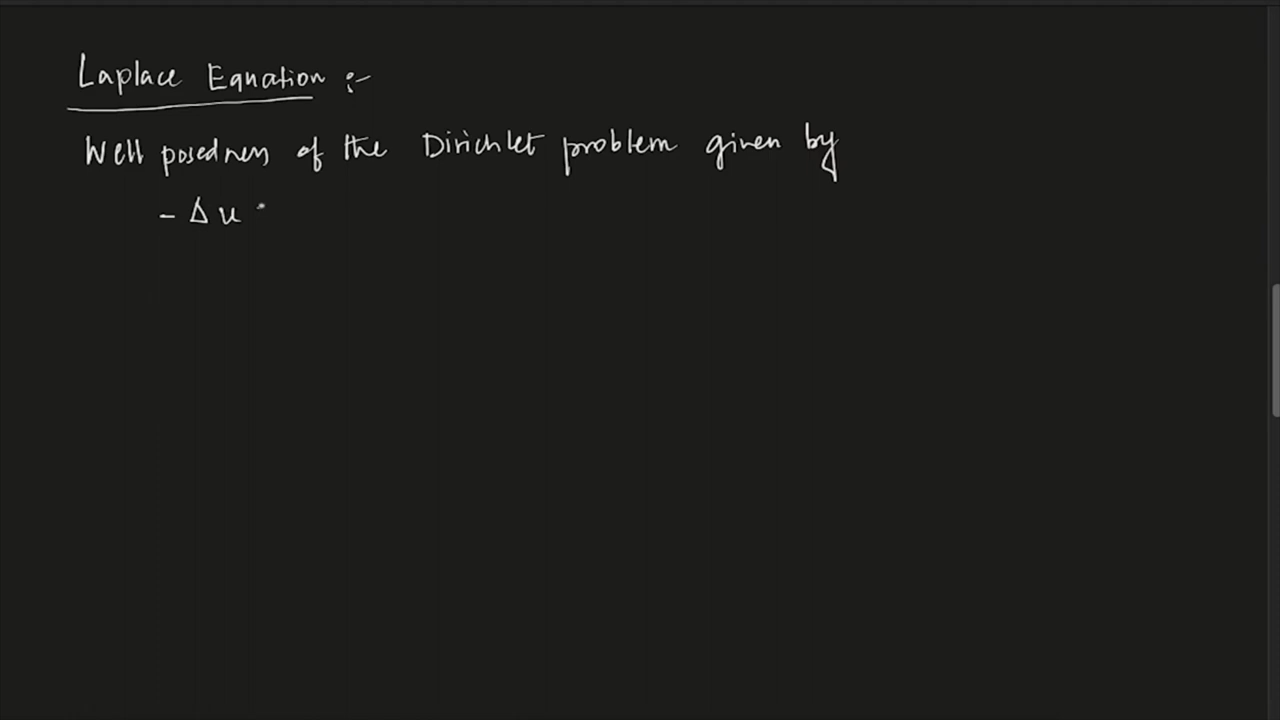 Laplace Equation :-
Well posedness of the Dirichlet problem given by
- Δu